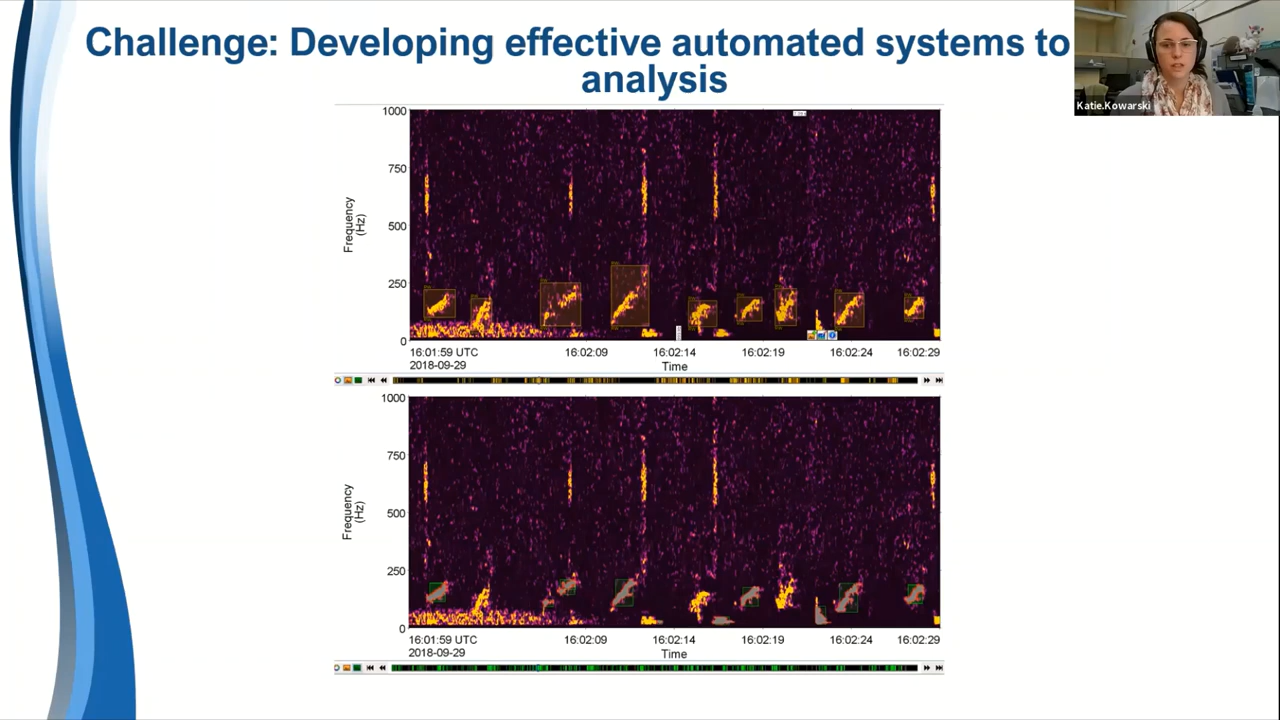 Challenge: Developing effective automated systems to
analysis
Katie.Kowarski
1000
750
500
250
0
Frequency
(Hz)
16:01:59 UTC
2018-09-29
16:02:09
16:02:14
16:02:19
16:02:24
16:02:29
Time
1000
750
500
250
0
Frequency
(Hz)
16:01:59 UTC
2018-09-29
16:02:09
16:02:14
16:02:19
16:02:24
16:02:29
Time